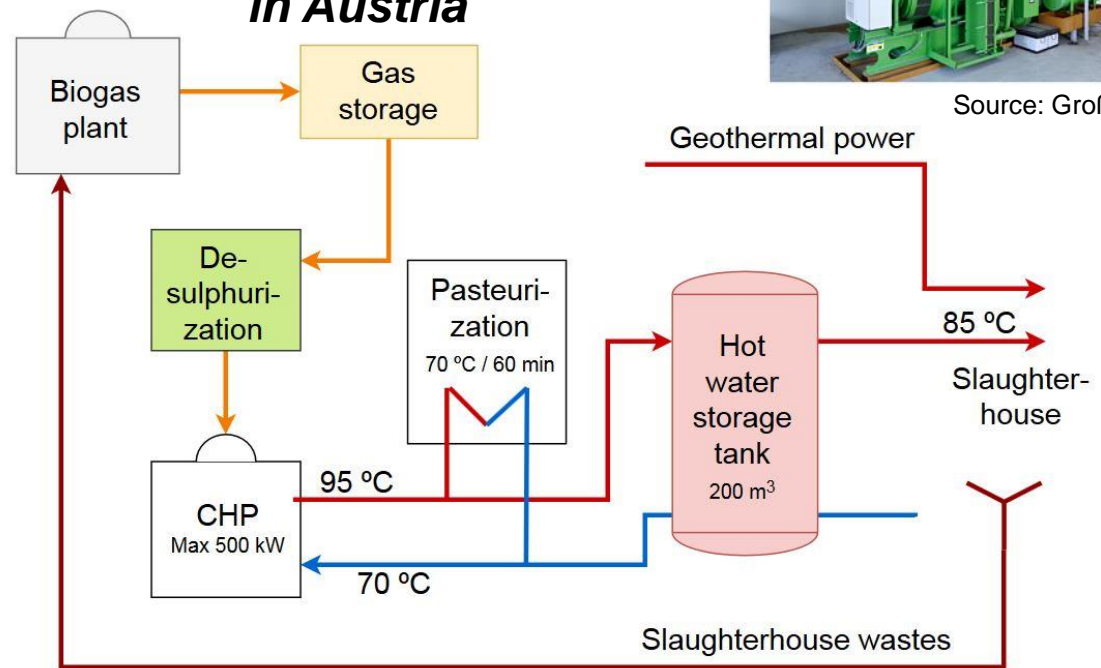 in Austria
Source: Groß
Biogas
plant
Gas
storage
Geothermal power
De-
sulphuri-
zation
Pasteuri-
zation
70 ºC / 60 min
Hot
water
storage
tank
200 m³
85 ºC
Slaughter-
house
95 ºC
CHP
Max 500 kW
70 ºC
Slaughterhouse wastes